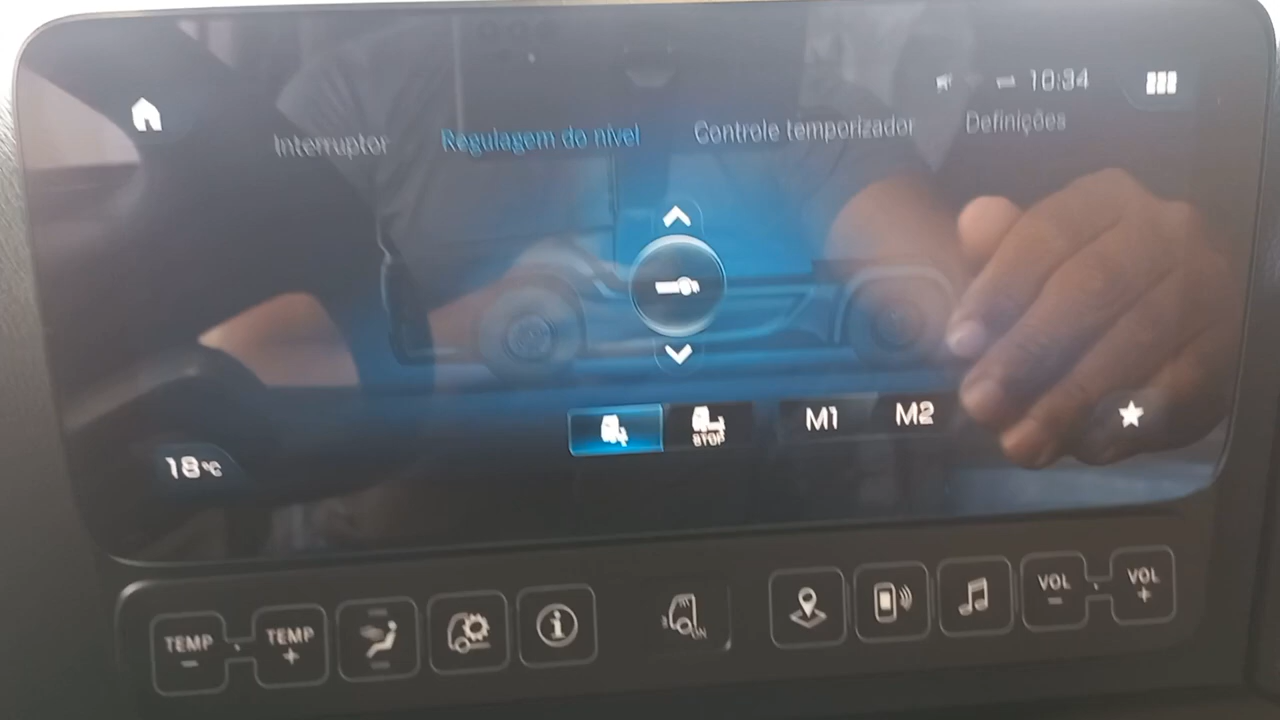 10:34
Interruptor
Regulagem do nível
Controle temporizador
Definições
STOP
M1
M2
18°C
TEMP
−
TEMP
+
VOL
−
VOL
+